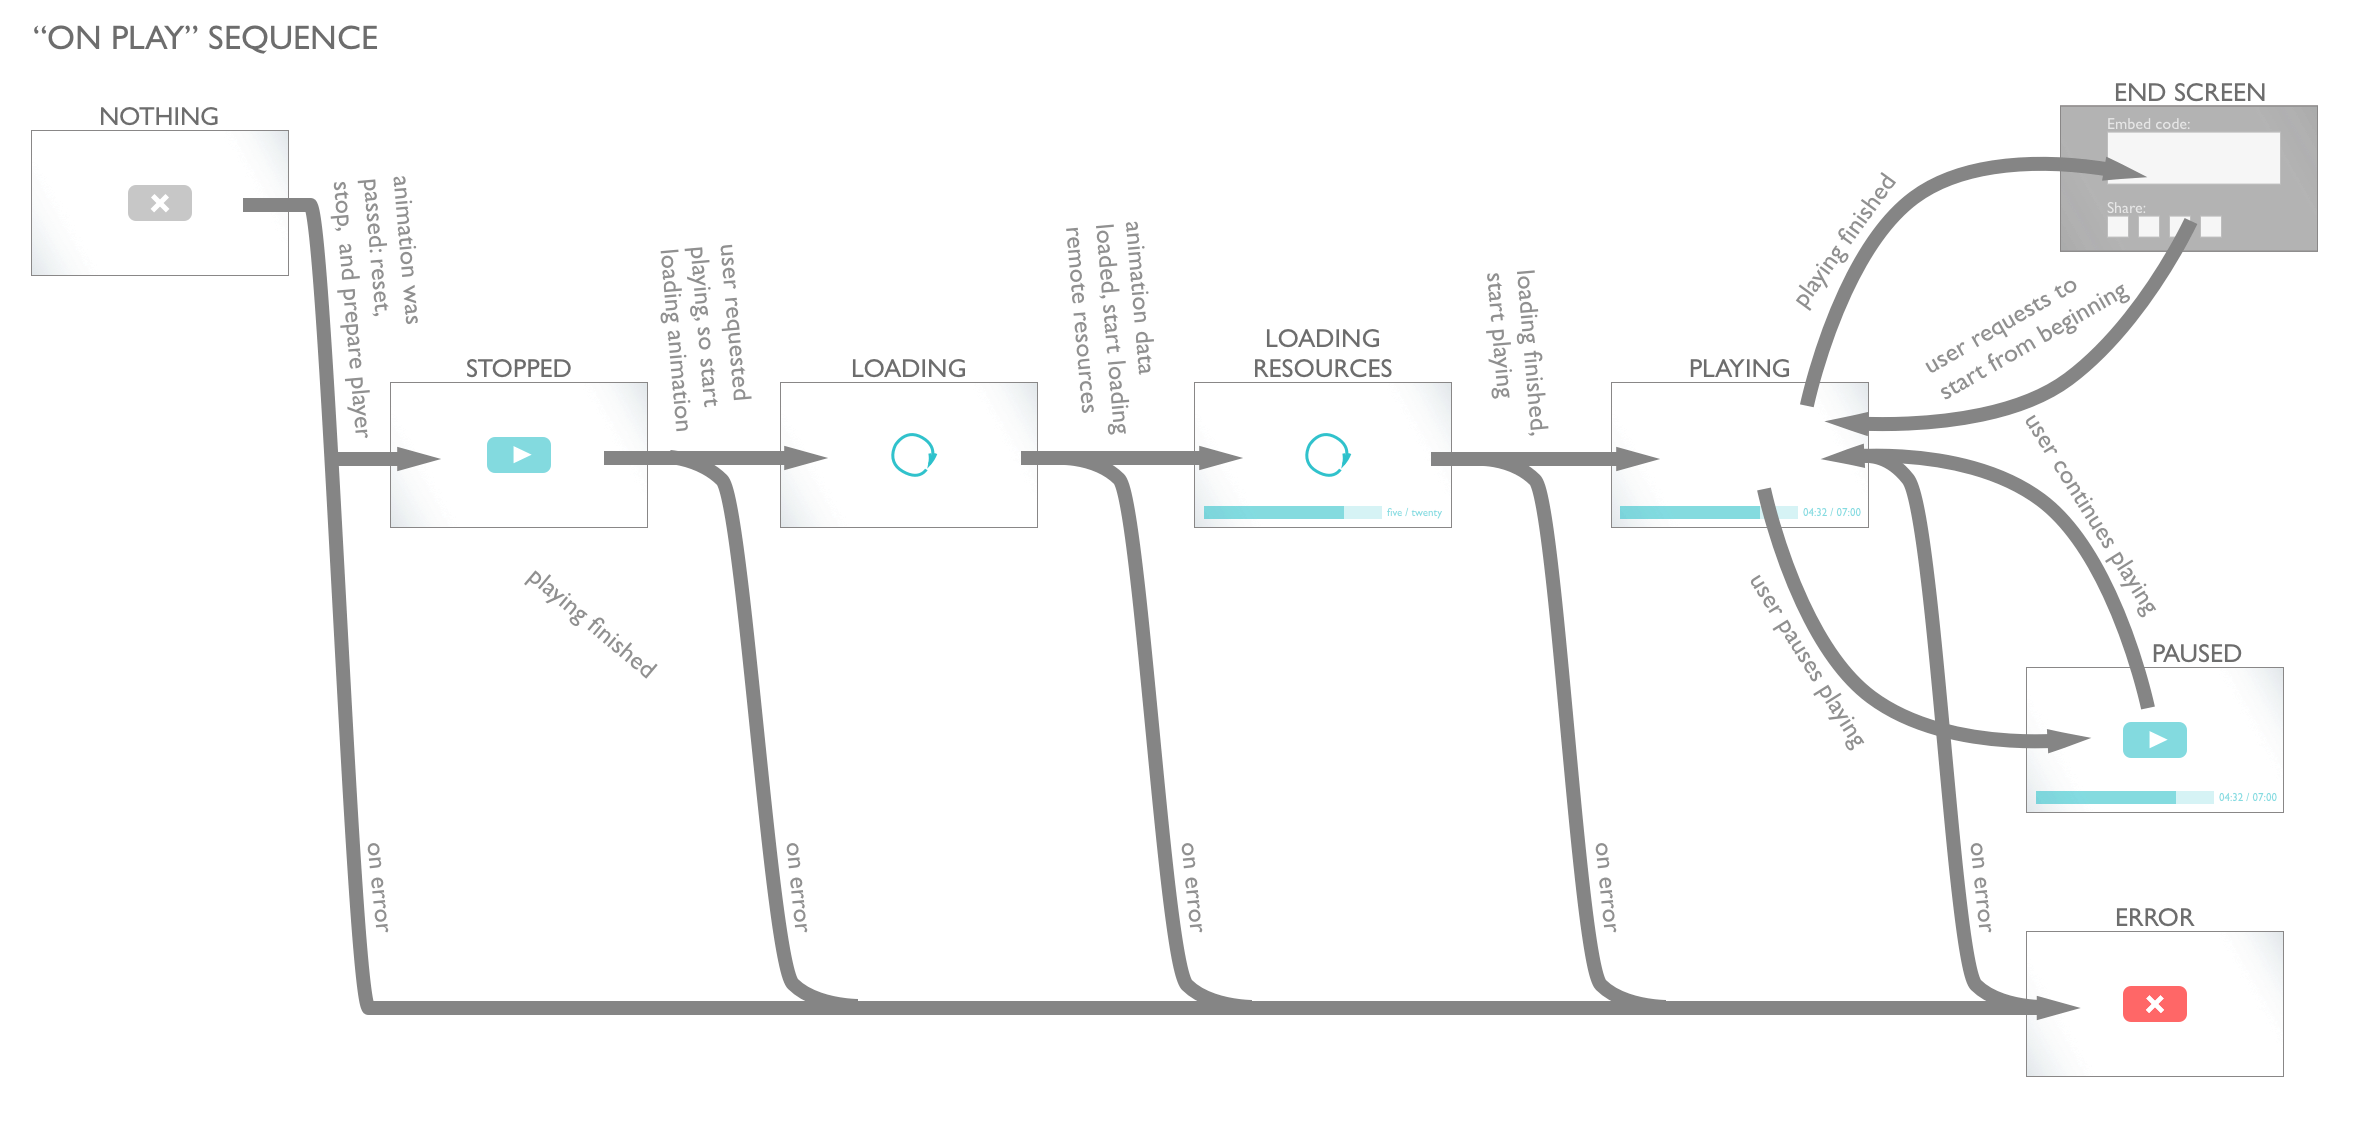 “ON PLAY” SEQUENCE
NOTHING
animation was
passed: reset,
stop, and prepare player
STOPPED
user requested
playing, so start
loading animation
playing finished
LOADING
animation data
loaded, start loading
remote resources
LOADING
RESOURCES
five / twenty
loading finished,
start playing
PLAYING
04:32 / 07:00
playing finished
END SCREEN
Embed code:
Share:
user requests to
start from beginning
user continues playing
user pauses playing
PAUSED
04:32 / 07:00
on error
on error
on error
on error
on error
ERROR